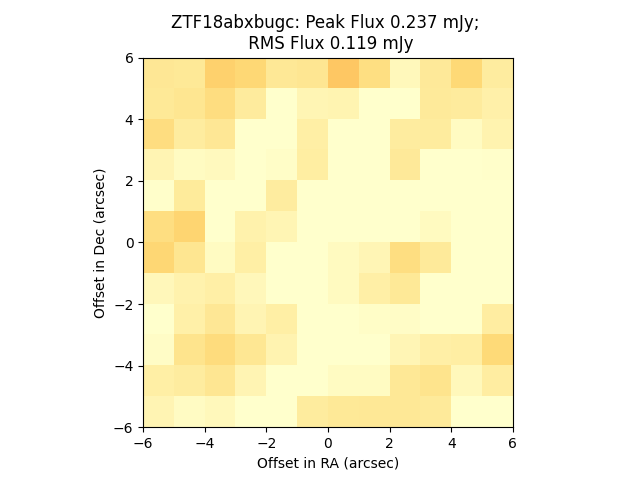 ZTF18abxbugc: Peak Flux 0.237 mJy;
RMS Flux 0.119 mJy
6
4
2
0
−2
−4
−6
Offset in Dec (arcsec)
−6 −4 −2 0 2 4 6
Offset in RA (arcsec)